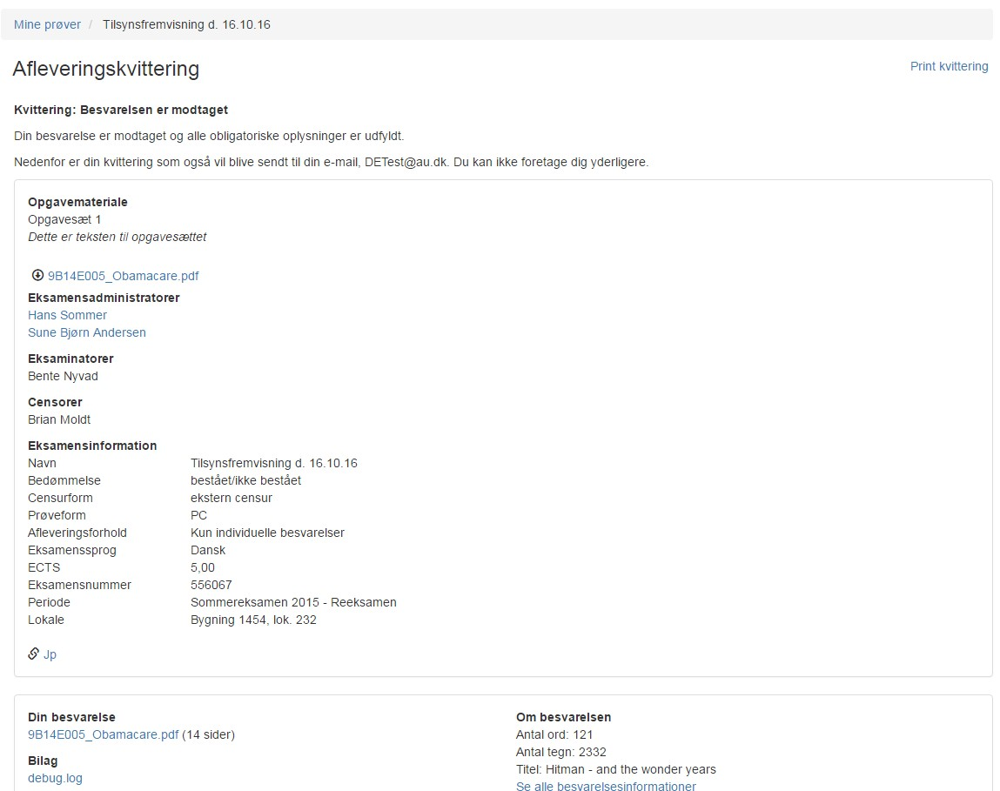 Mine prøver / Tilsynsfremvisning d. 16.10.16
Afleveringskvittering
Print kvittering
Kvittering: Besvarelsen er modtaget
Din besvarelse er modtaget og alle obligatoriske oplysninger er udfyldt.
Nedenfor er din kvittering som også vil blive sendt til din e-mail, DETest@au.dk. Du kan ikke foretage dig yderligere.
Opgavemateriale
Opgavesæt 1
Dette er teksten til opgavesættet
9B14E005_Obamacare.pdf
Eksamensadministratorer
Hans Sommer
Sune Bjørn Andersen
Eksaminatorer
Bente Nyvad
Censorer
Brian Moldt
Eksamensinformation
Navn Tilsynsfremvisning d. 16.10.16
Bedømmelse bestået/ikke bestået
Censurform ekstern censur
Prøveform PC
Afleveringsforhold Kun individuelle besvarelser
Eksamenssprog Dansk
ECTS 5,00
Eksamensnummer 556067
Periode Sommereksamen 2015 - Reeksamen
Lokale Bygning 1454, lok. 232
Jp
Din besvarelse
9B14E005_Obamacare.pdf (14 sider)
Bilag
debug.log
Om besvarelsen
Antal ord: 121
Antal tegn: 2332
Titel: Hitman - and the wonder years
Se alle besvarelsesinformationer